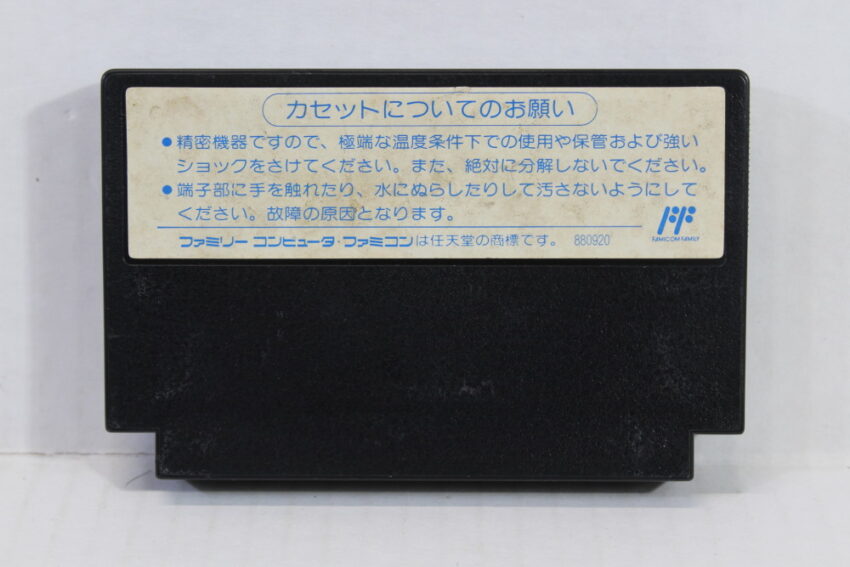 カセットについてのお願い
●精密機器ですので、極端な温度条件下での使用や保管および強い
ショックをさけてください。また、絶対に分解しないでください。
●端子部に手を触れたり、水にぬらしたりして汚さないようにして
ください。故障の原因となります。
FF
FAMICOM FAMILY
ファミリー コンピュータ・ファミコンは任天堂の商標です。 880920